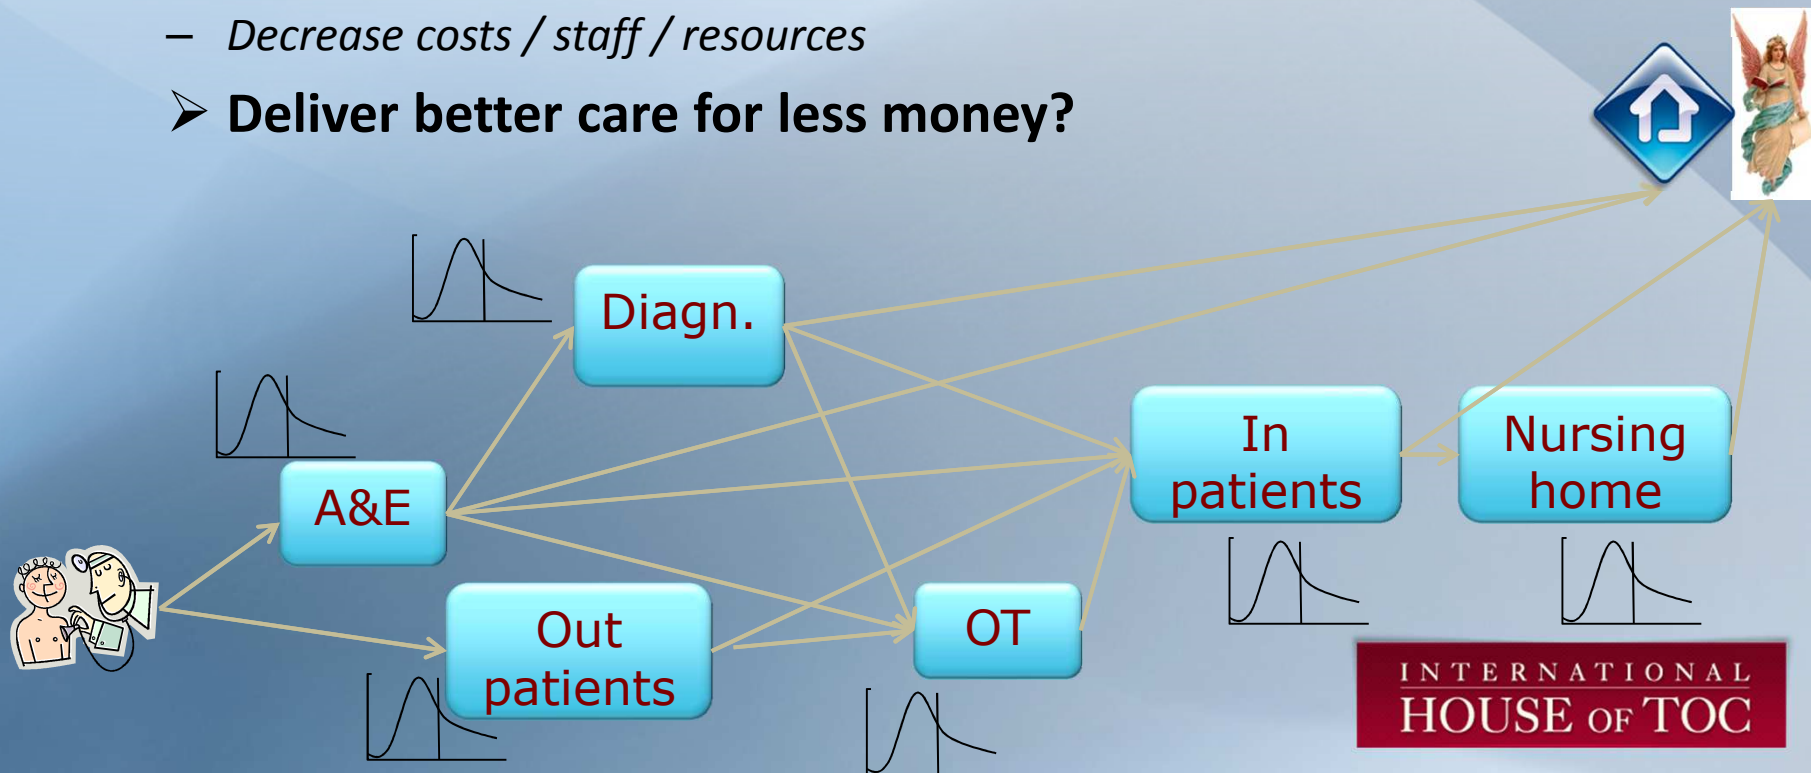 – Decrease costs / staff / resources
➢ Deliver better care for less money?
Diagn.
A&E
In
patients
Nursing
home
Out
patients
OT
INTERNATIONAL
HOUSE OF TOC